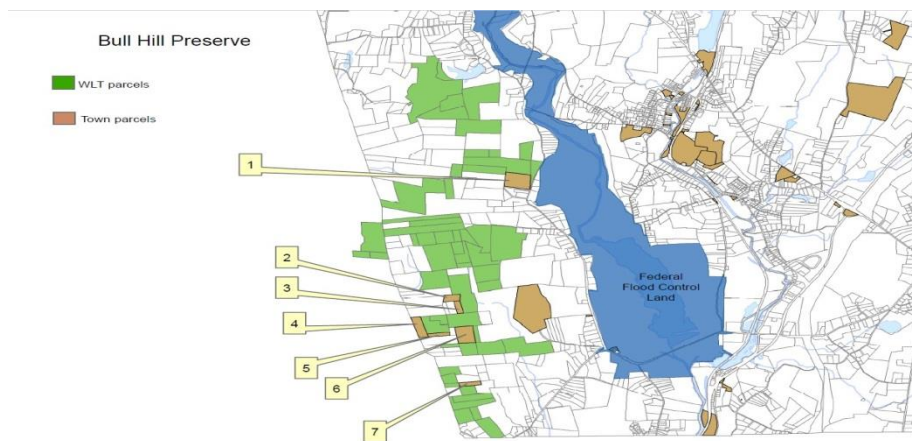 Bull Hill Preserve
WLT parcels
Town parcels
1
2
3
4
5
6
7
Federal
Flood Control
Land